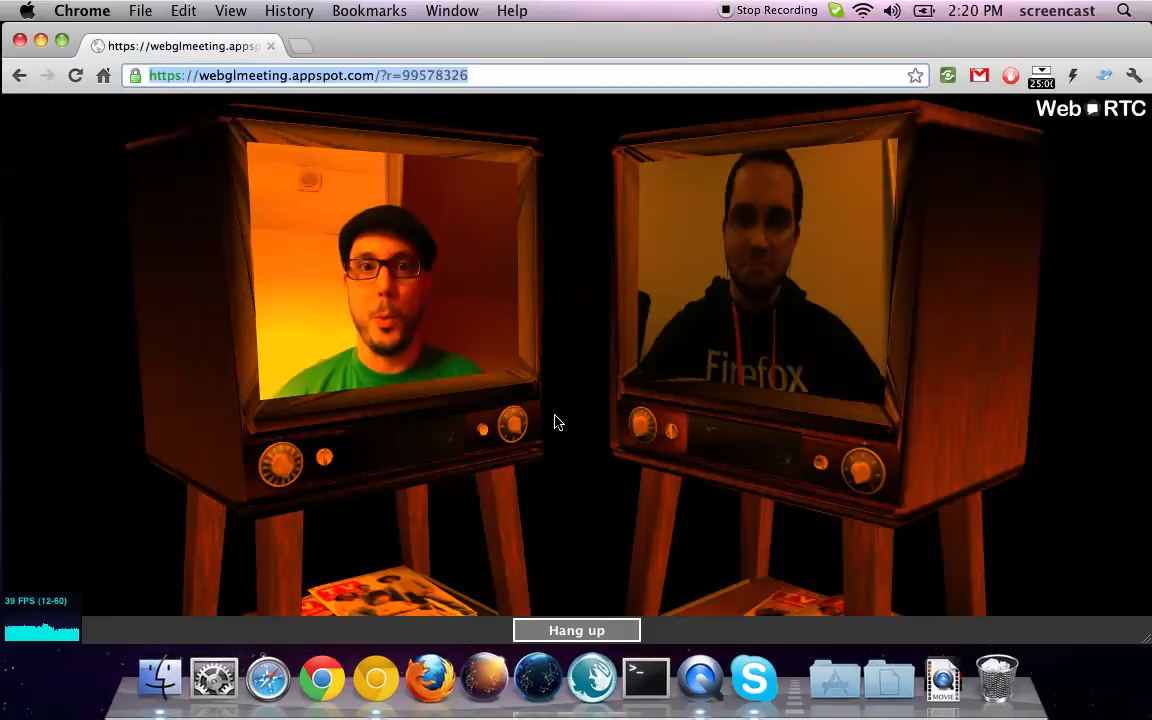 Chrome File Edit View History Bookmarks Window Help Stop Recording 2:20 PM screencast
https://webglmeeting.apps
https://webglmeeting.appspot.com/?r=99578326
25:00
Web RTC
Firefox
39 FPS (12-60)
Hang up
MOVIE